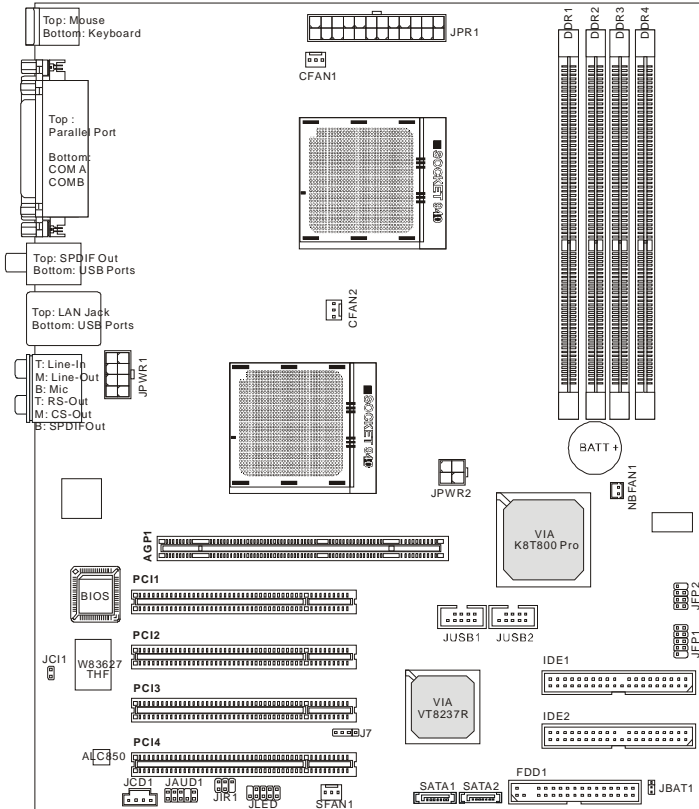 Top: Mouse
Bottom: Keyboard
JPR1
CFAN1
DDR1
DDR2
DDR3
DDR4
Top :
Parallel Port
Bottom:
COM A
COMB
SOCKET 940
Top: SPDIF Out
Bottom: USB Ports
Top: LAN Jack
Bottom: USB Ports
CFAN2
T: Line-In
M: Line-Out
B: Mic
T: RS-Out
M: CS-Out
B: SPDIFOut
JPWR1
SOCKET 940
BATT +
JPWR2
NBFAN1
VIA
K8T800 Pro
AGP1
PCI1
BIOS
JFP2
JUSB1
JUSB2
JFP1
PCI2
JCI1
W83627
THF
IDE1
PCI3
VIA
VT8237R
J7
IDE2
PCI4
ALC850
JCD1
JAUD1
JIR1
JLED
SFAN1
SATA1
SATA2
FDD1
JBAT1